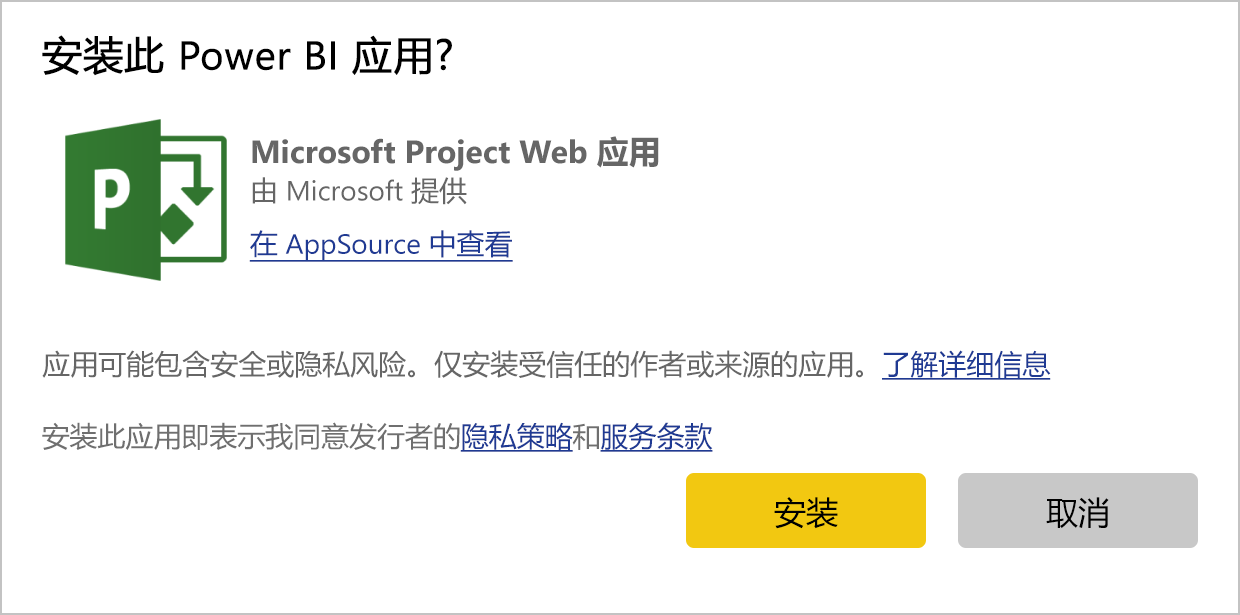 安装此 Power BI 应用?
P
Microsoft Project Web 应用
由 Microsoft 提供
在 AppSource 中查看
应用可能包含安全或隐私风险。仅安装受信任的作者或来源的应用。了解详细信息
安装此应用即表示我同意发行者的隐私策略和服务条款
安装
取消